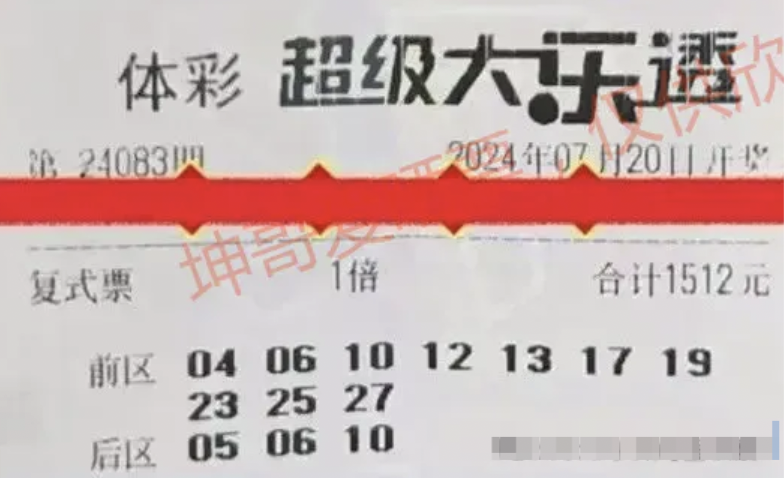 体彩 超级大乐透
第 24083期 2024年07月20日开奖
复式票 1倍 合计1512元
前区 04 06 10 12 13 17 19
23 25 27
后区 05 06 10
坤哥 仅供欣